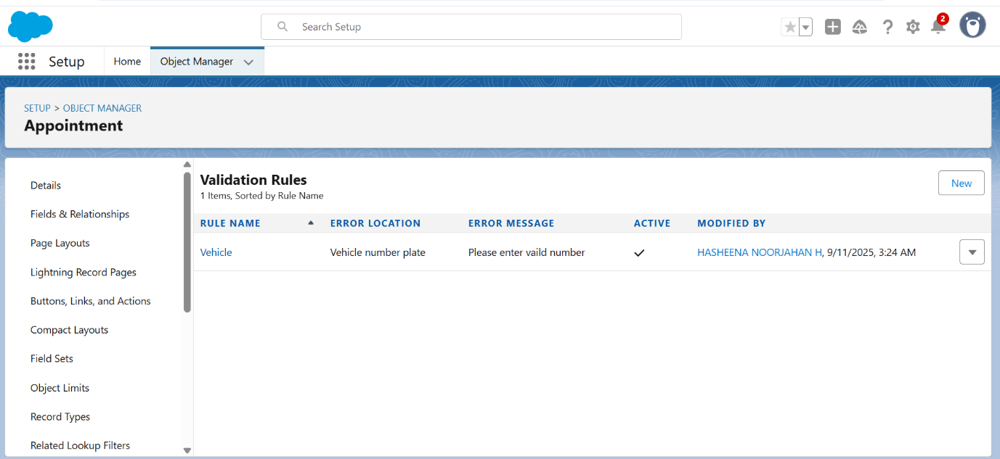 Search Setup
2
Setup
Home
Object Manager
SETUP > OBJECT MANAGER
Appointment
Details
Fields & Relationships
Page Layouts
Lightning Record Pages
Buttons, Links, and Actions
Compact Layouts
Field Sets
Object Limits
Record Types
Related Lookup Filters
Validation Rules
1 Items, Sorted by Rule Name
New
RULE NAME ERROR LOCATION ERROR MESSAGE ACTIVE MODIFIED BY
Vehicle Vehicle number plate Please enter vaild number HASHEENA NOORJAHAN H, 9/11/2025, 3:24 AM